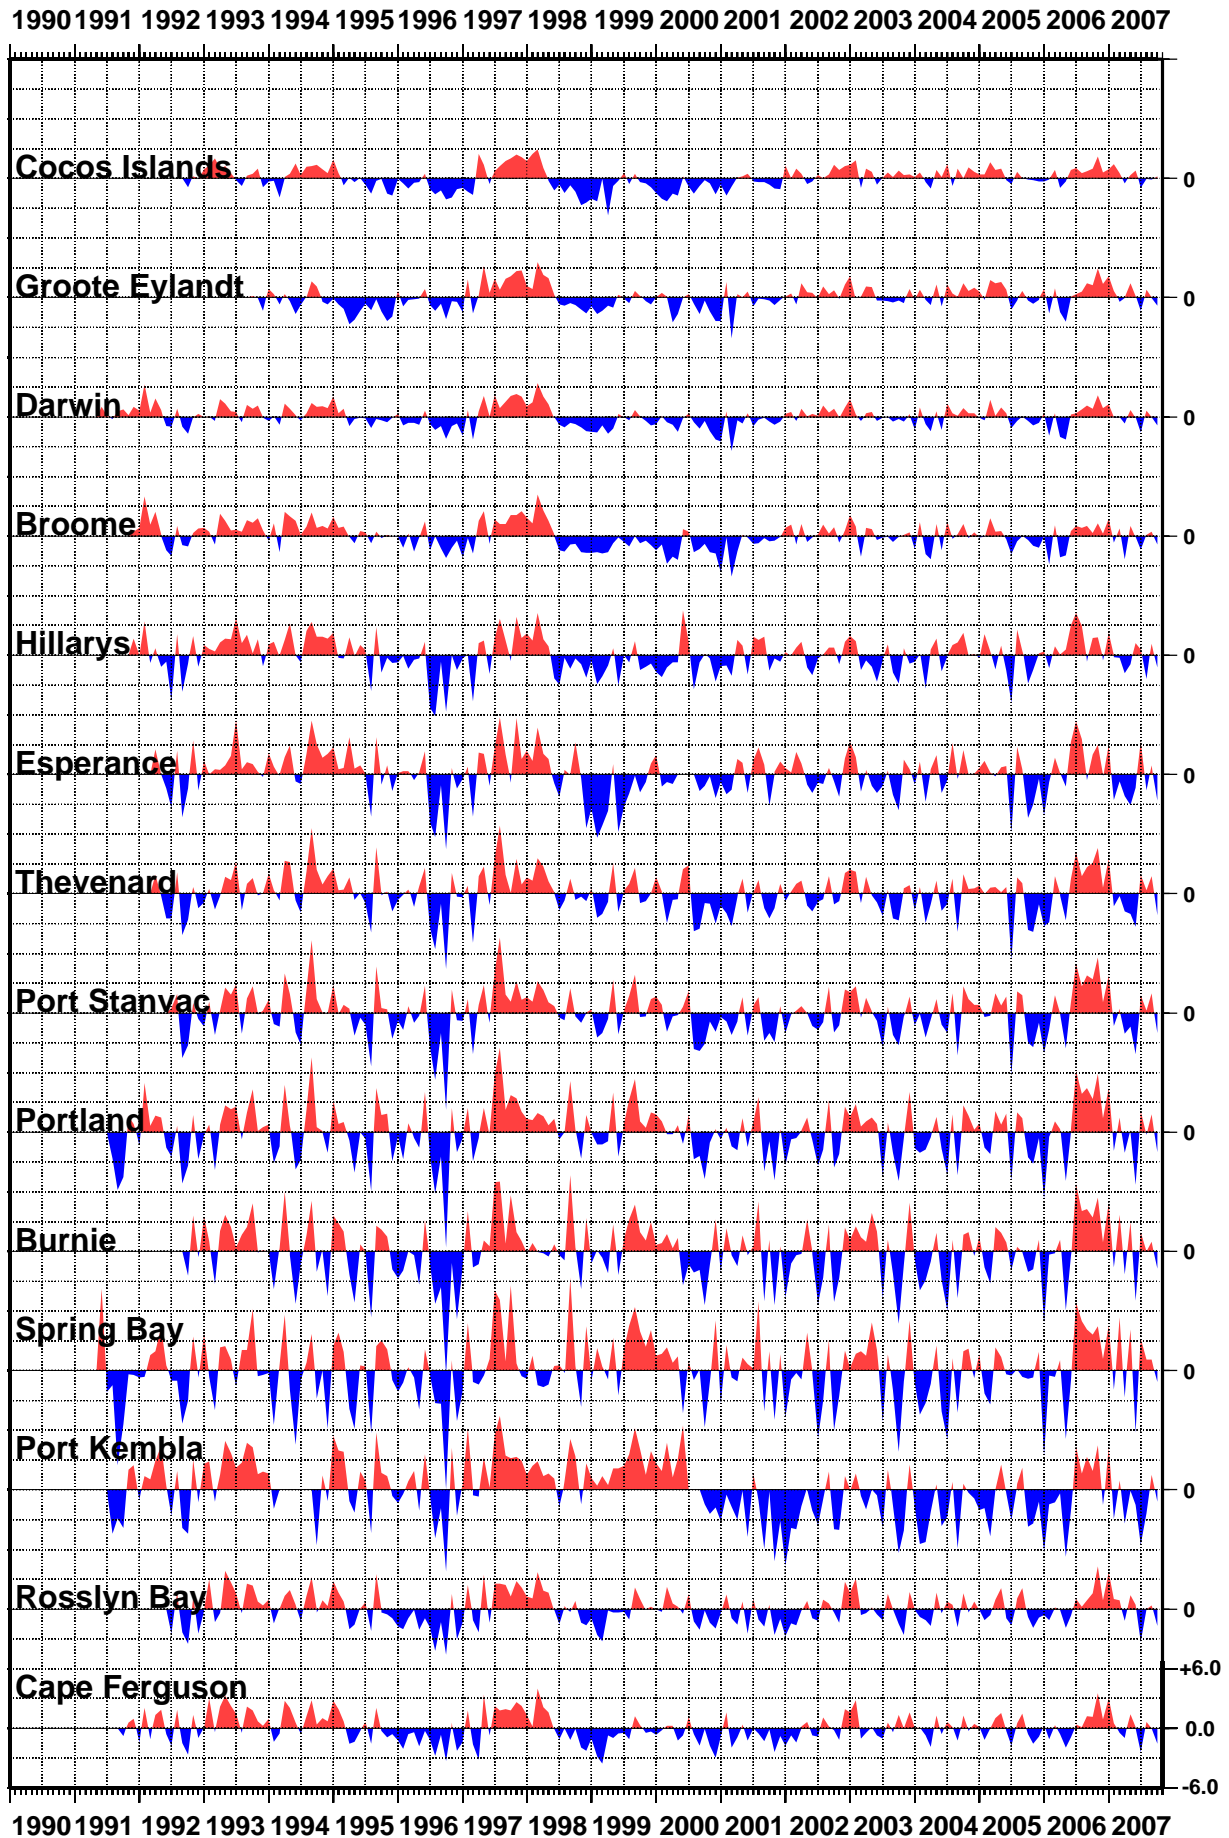 1990 1991 1992 1993 1994 1995 1996 1997 1998 1999 2000 2001 2002 2003 2004 2005 2006 2007
Cocos Islands
0
Groote Eylandt
0
Darwin
0
Broome
0
Hillarys
0
Esperance
0
Thevenard
0
Port Stanvac
0
Portland
0
Burnie
0
Spring Bay
0
Port Kembla
0
Rosslyn Bay
0
+6.0
Cape Ferguson
0.0
-6.0
1990 1991 1992 1993 1994 1995 1996 1997 1998 1999 2000 2001 2002 2003 2004 2005 2006 2007